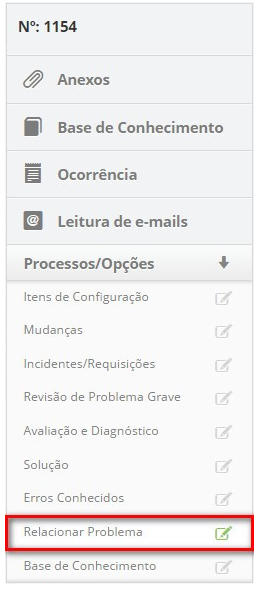 Nº: 1154
Anexos
Base de Conhecimento
Ocorrência
Leitura de e-mails
Processos/Opções
Itens de Configuração
Mudanças
Incidentes/Requisições
Revisão de Problema Grave
Avaliação e Diagnóstico
Solução
Erros Conhecidos
Relacionar Problema
Base de Conhecimento